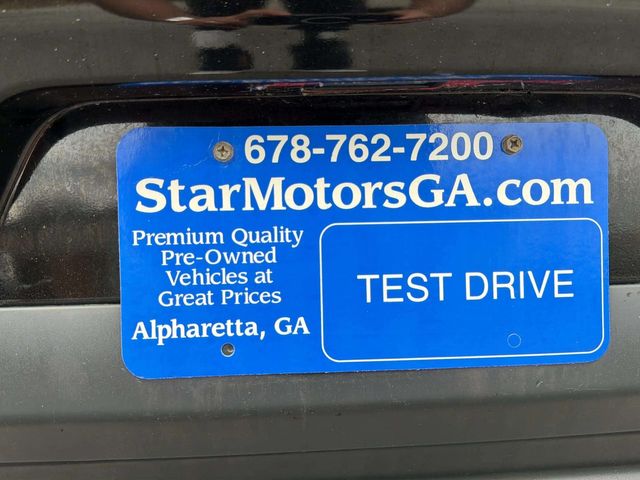 678-762-7200
StarMotorsGA.com
Premium Quality
Pre-Owned
Vehicles at
Great Prices
Alpharetta, GA
TEST DRIVE